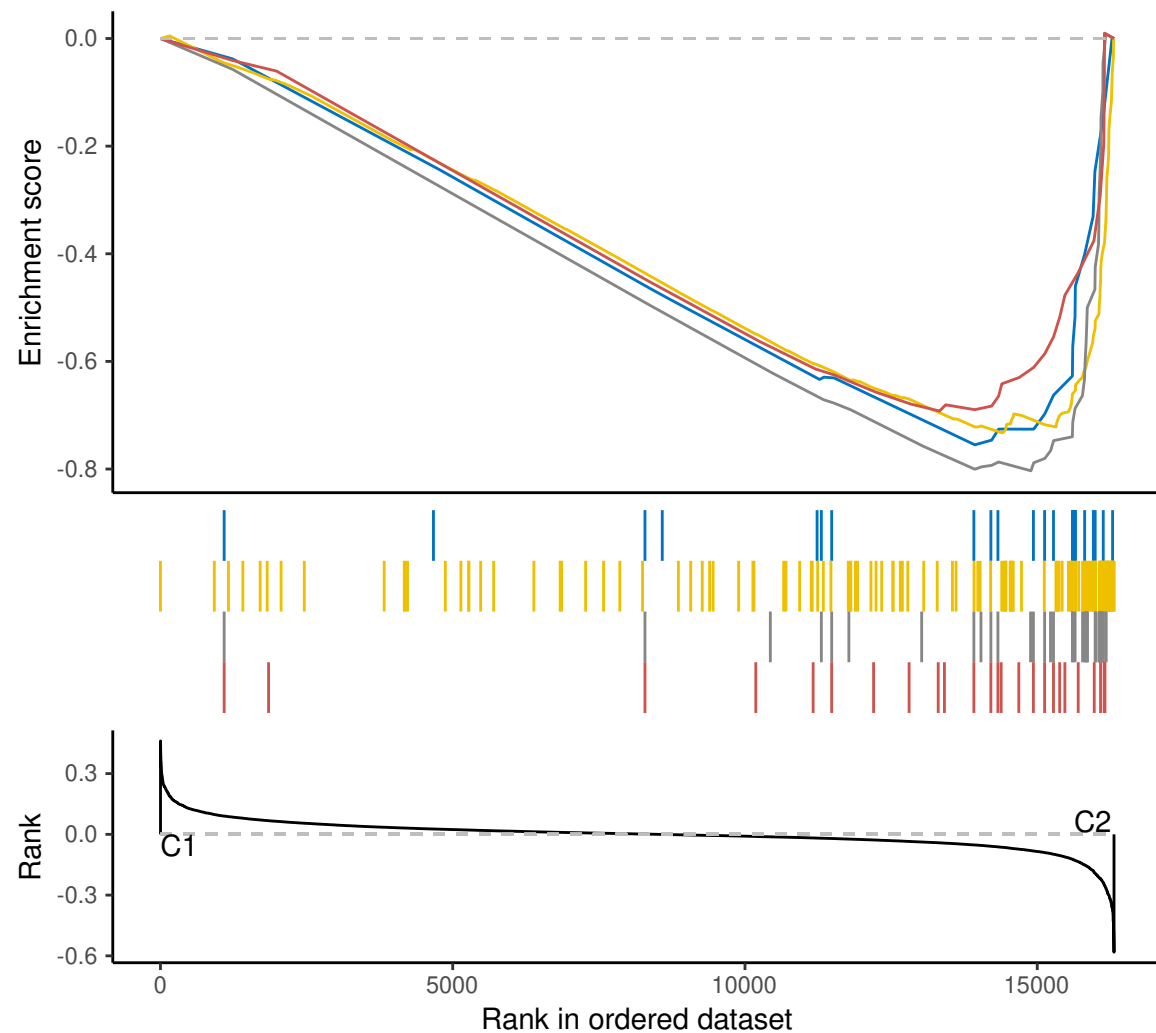 Enrichment score
0.0
-0.2
-0.4
-0.6
-0.8
Rank
0.3
0.0
-0.3
-0.6
C1
C2
0
5000
10000
15000
Rank in ordered dataset